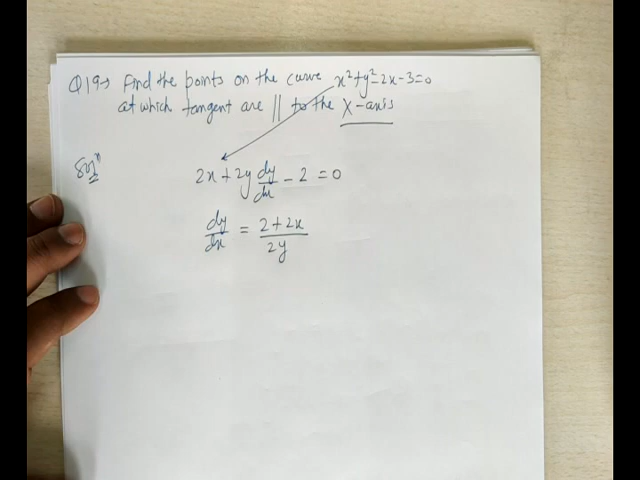 Q19→ Find the points on the curve x²+y²-2x-3=0
at which tangent are || to the X-axis
Solⁿ
2x+2y dy/dx - 2 = 0
dy/dx = 2+2x/2y